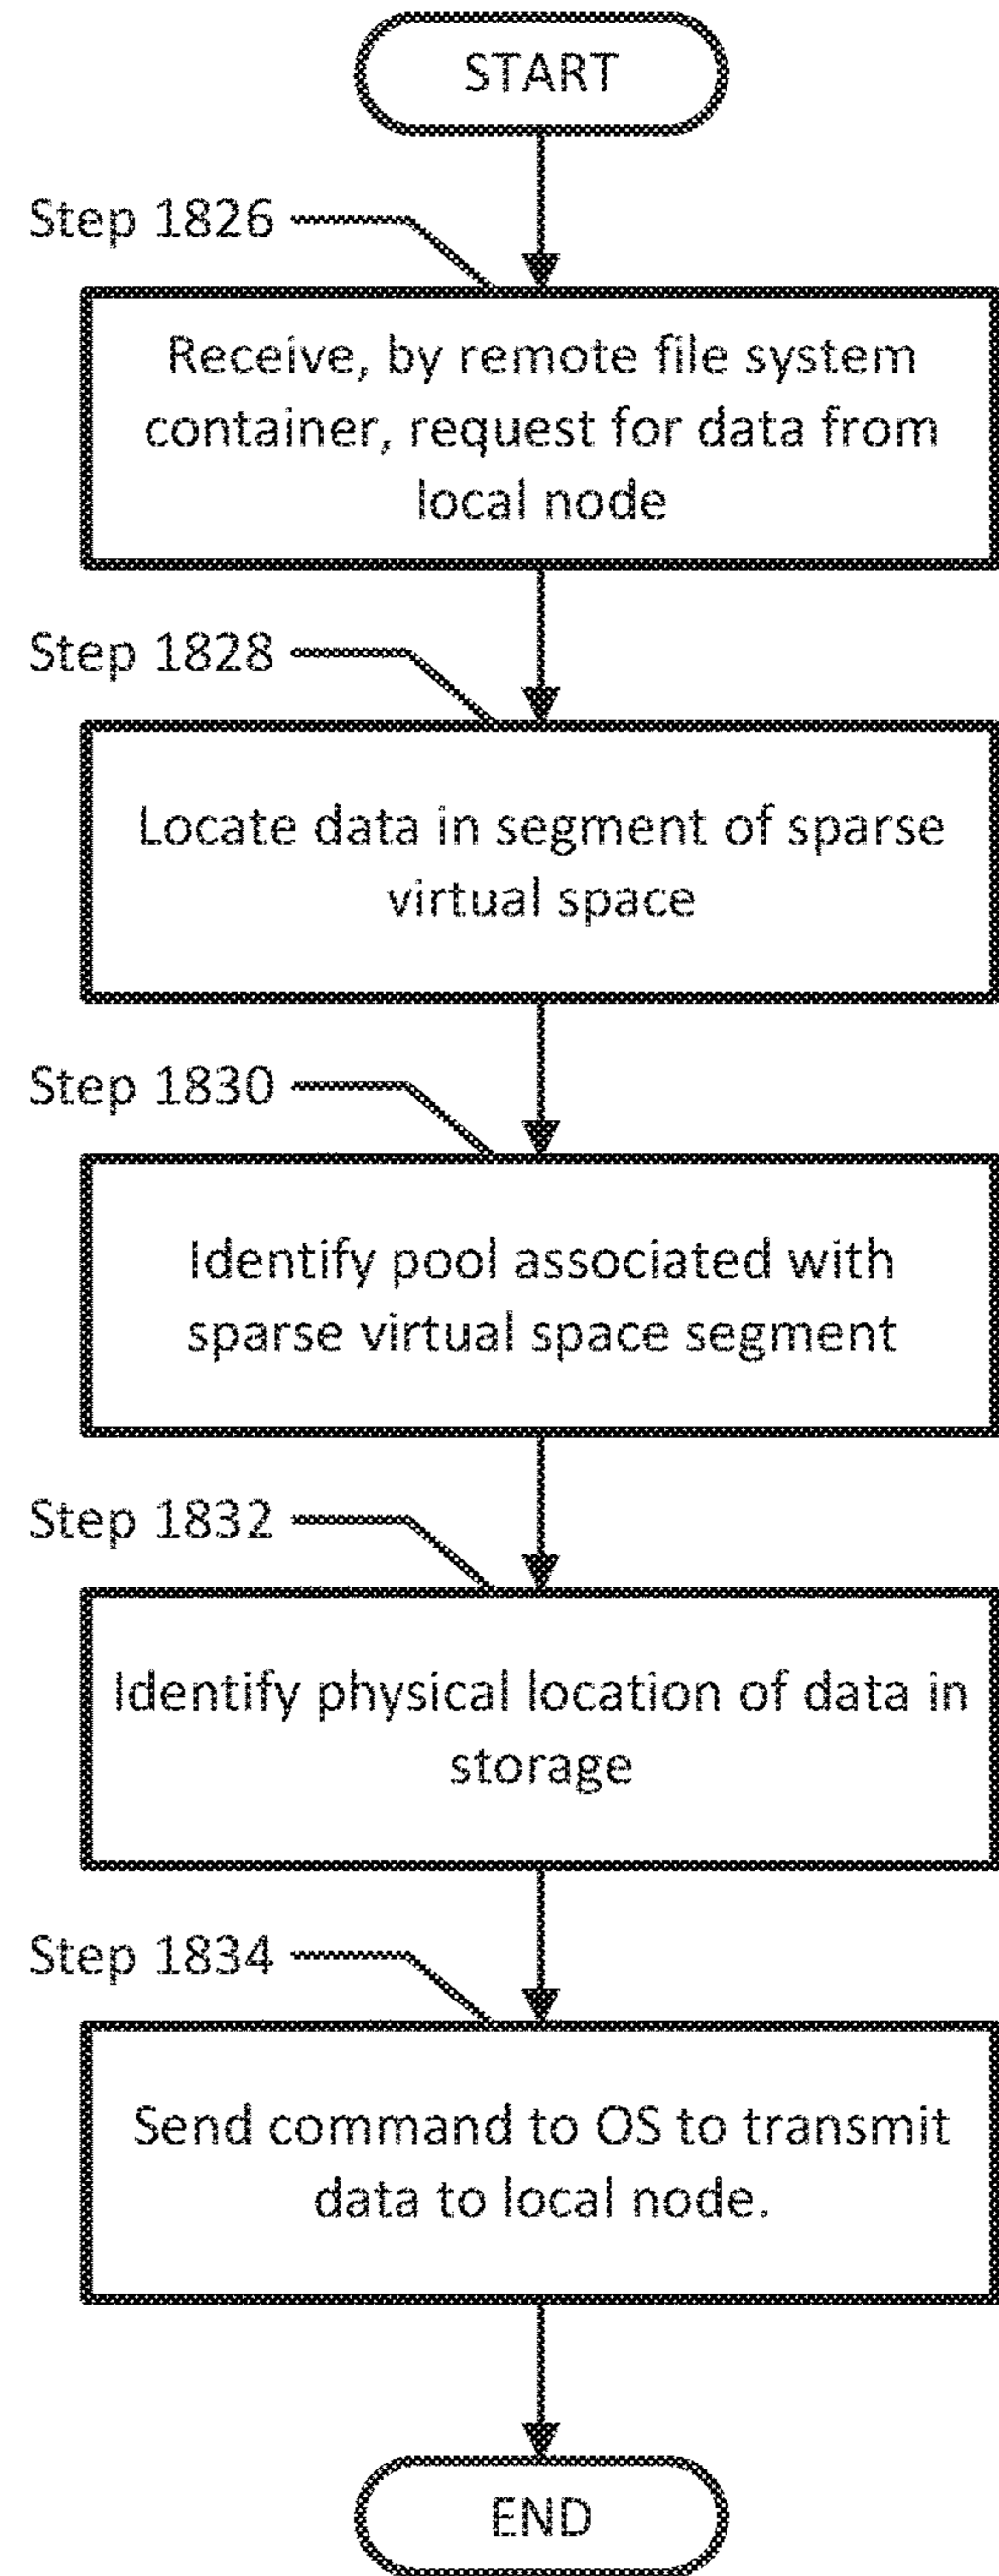 START
Step 1826
Receive, by remote file system
container, request for data from
local node
Step 1828
Locate data in segment of sparse
virtual space
Step 1830
Identify pool associated with
sparse virtual space segment
Step 1832
Identify physical location of data in
storage
Step 1834
Send command to OS to transmit
data to local node.
END